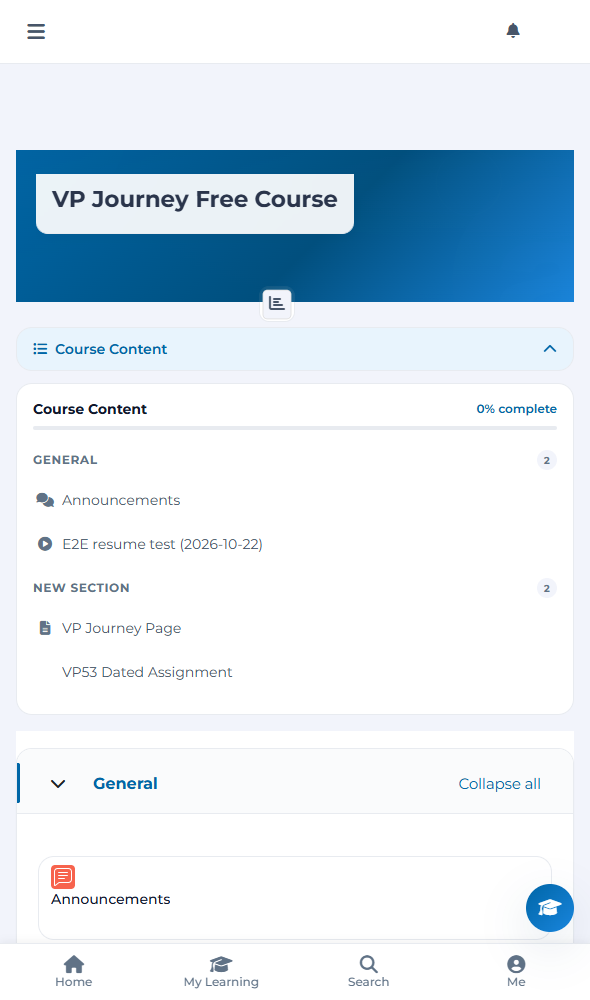 VP Journey Free Course
Course Content
Course Content
0% complete
GENERAL
2
Announcements
E2E resume test (2026-10-22)
NEW SECTION
2
VP Journey Page
VP53 Dated Assignment
General
Collapse all
Announcements
Home
My Learning
Search
Me